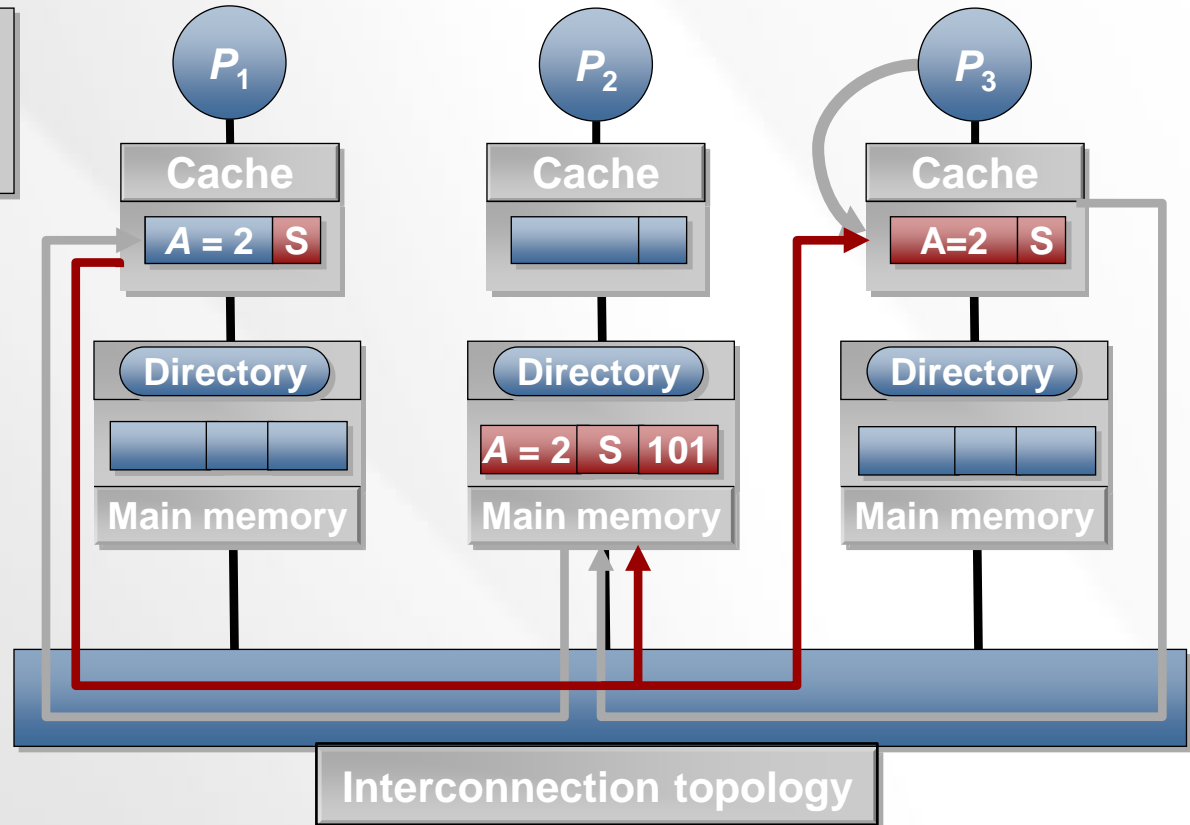 P1 P2 P3
Cache Cache Cache
A = 2 S A=2 S
Directory Directory Directory
A = 2 S 101
Main memory Main memory Main memory
Interconnection topology